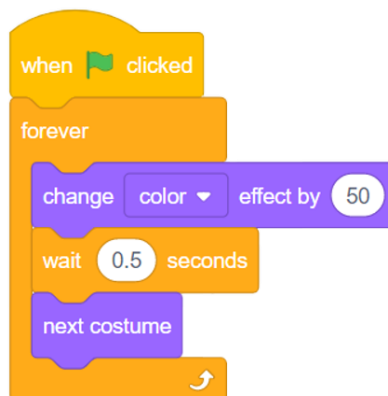 when clicked
forever
change color effect by 50
wait 0.5 seconds
next costume